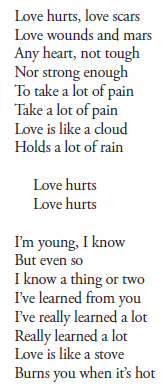 Love hurts, love scars
Love wounds and mars
Any heart, not tough
Nor strong enough
To take a lot of pain
Take a lot of pain
Love is like a cloud
Holds a lot of rain
Love hurts
Love hurts
I'm young, I know
But even so
I know a thing or two
I've learned from you
I've really learned a lot
Really learned a lot
Love is like a stove
Burns you when it's hot